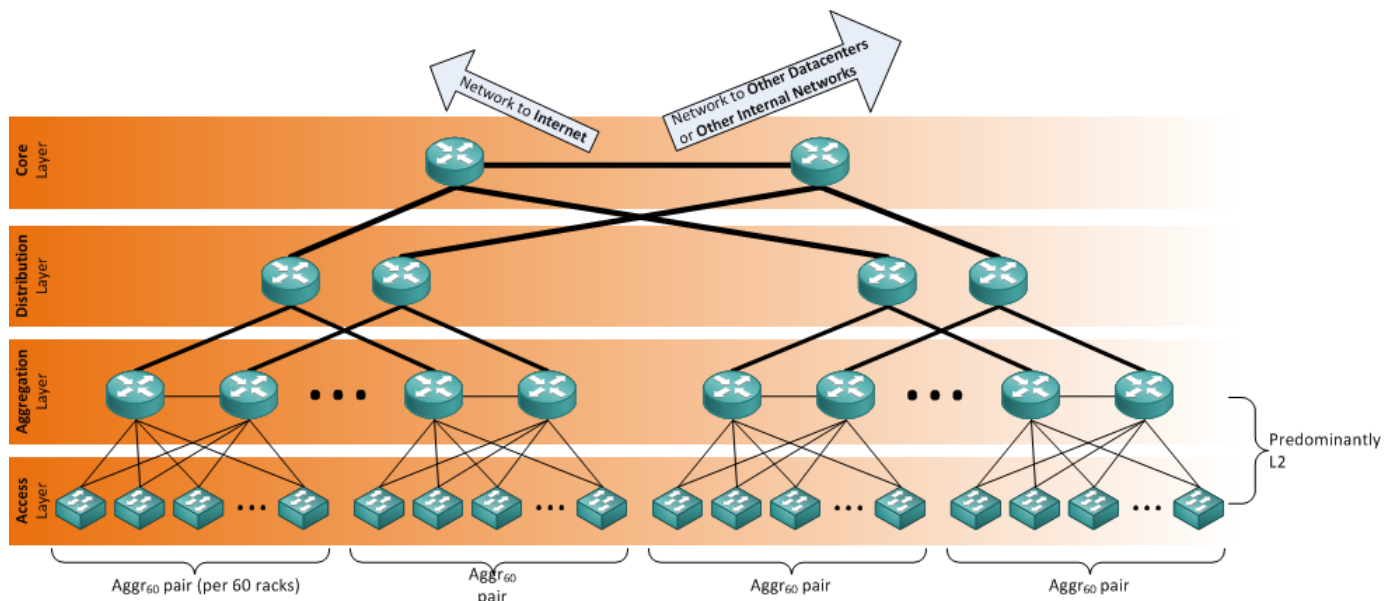 Network to Internet
Network to Other Datacenters
or Other Internal Networks
Core
Layer
Distribution
Layer
Aggregation
Layer
Access
Layer
Predominantly
L2
Aggr₆₀ pair (per 60 racks)
Aggr₆₀
pair
Aggr₆₀ pair
Aggr₆₀ pair